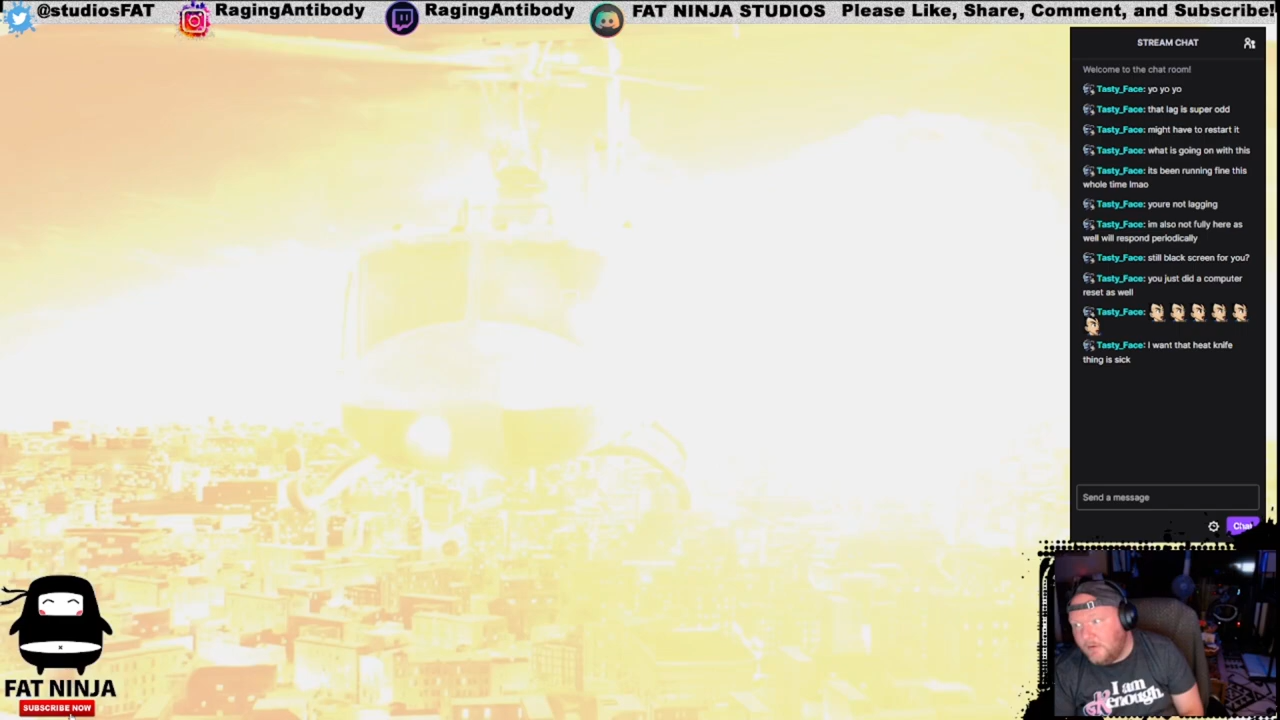 @studiosFAT RagingAntibody RagingAntibody FAT NINJA STUDIOS Please Like, Share, Comment, and Subscribe!
STREAM CHAT
Welcome to the chat room!
Tasty_Face: yo yo yo
Tasty_Face: that lag is super odd
Tasty_Face: might have to restart it
Tasty_Face: what is going on with this
Tasty_Face: its been running fine this
whole time lmao
Tasty_Face: youre not lagging
Tasty_Face: im also not fully here as
well will respond periodically
Tasty_Face: still black screen for you?
Tasty_Face: you just did a computer
reset as well
Tasty_Face:
Tasty_Face: I want that heat knife
thing is sick
Send a message
Chat
I am
Kenough.
FAT NINJA
SUBSCRIBE NOW